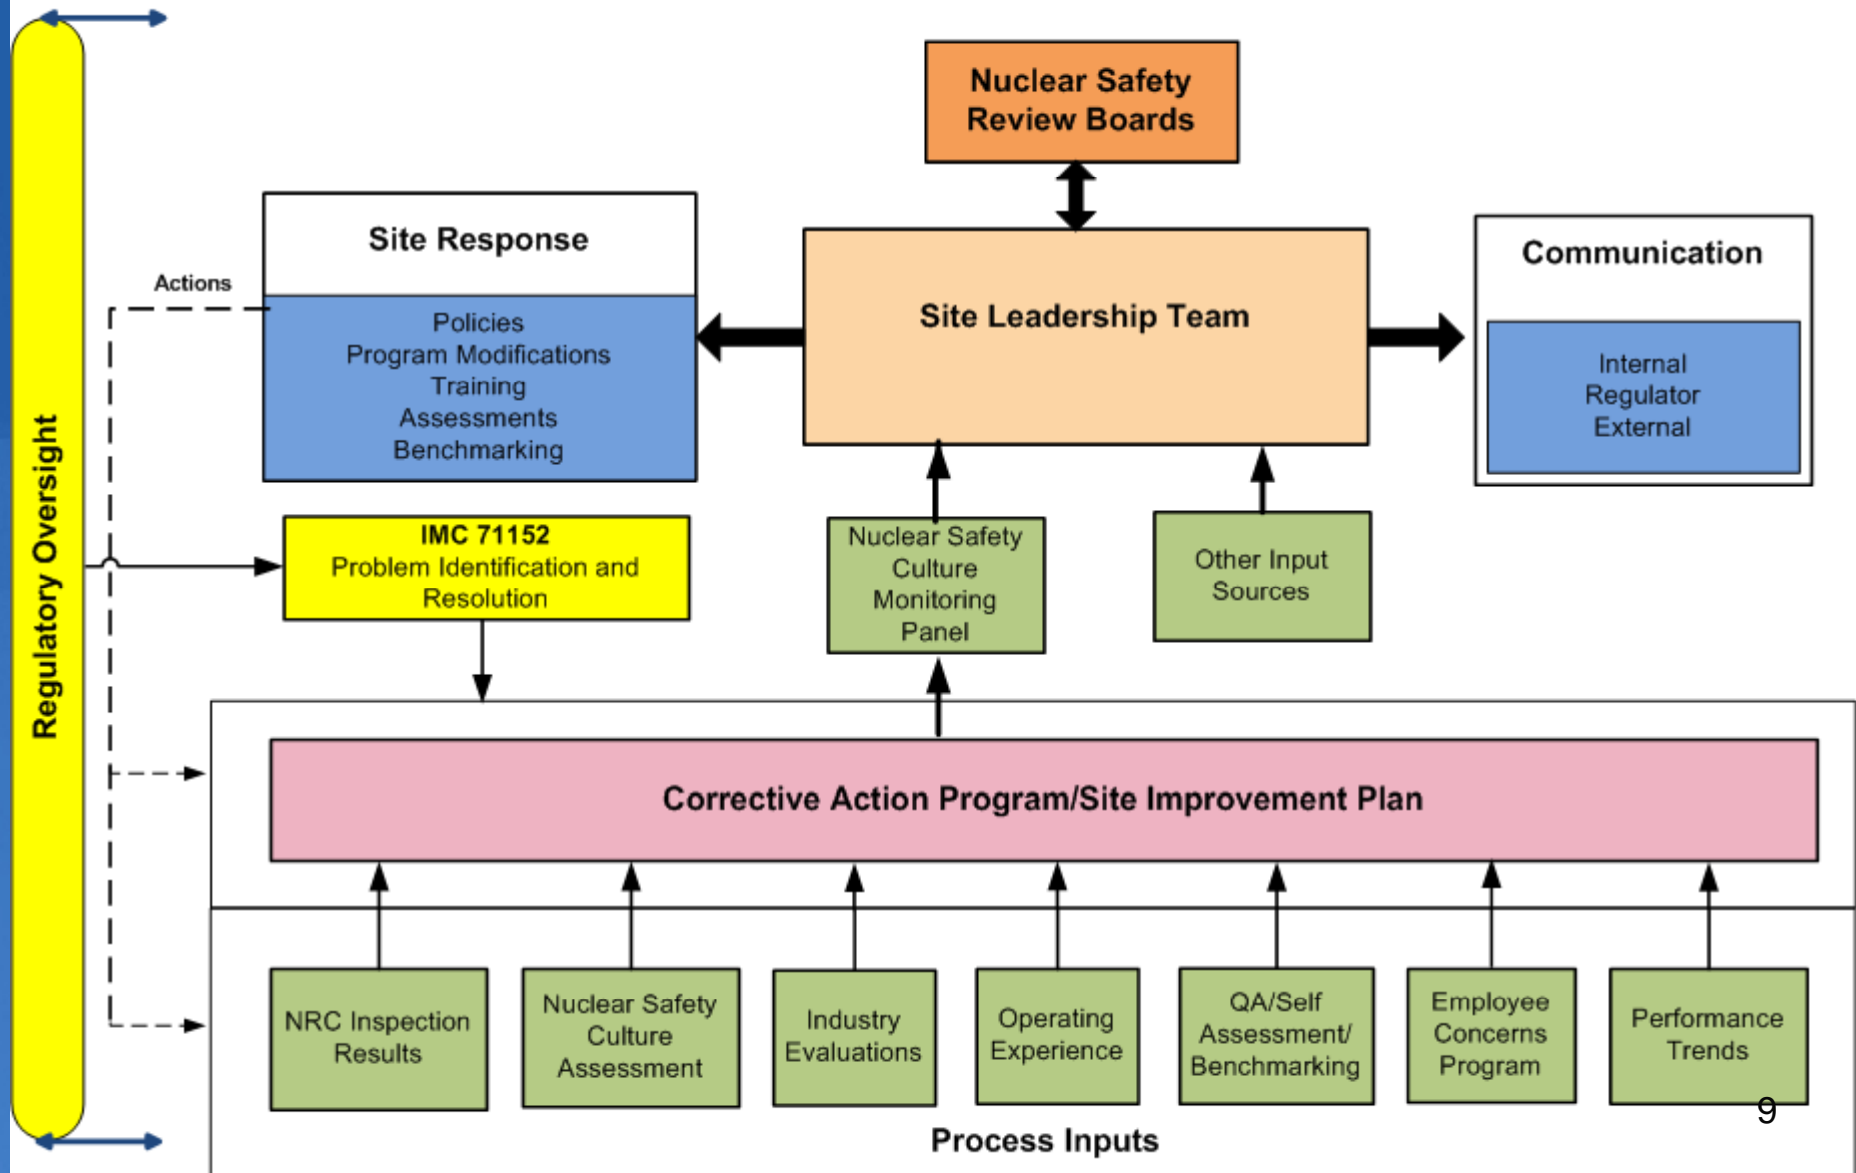 Nuclear Safety
Review Boards
Site Response
Actions
Policies
Program Modifications
Training
Assessments
Benchmarking
Site Leadership Team
Communication
Internal
Regulator
External
Regulatory Oversight
IMC 71152
Problem Identification and
Resolution
Nuclear Safety
Culture
Monitoring
Panel
Other Input
Sources
Corrective Action Program/Site Improvement Plan
NRC Inspection
Results
Nuclear Safety
Culture
Assessment
Industry
Evaluations
Operating
Experience
QA/Self
Assessment/
Benchmarking
Employee
Concerns
Program
Performance
Trends
9
Process Inputs